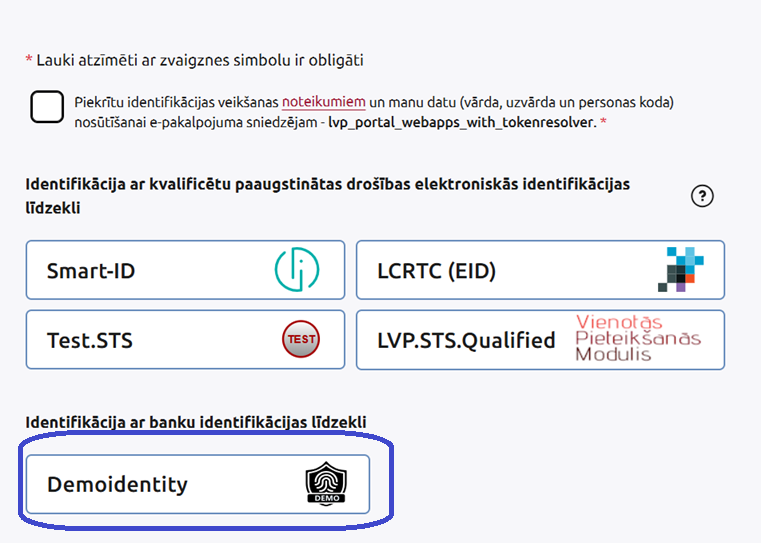 * Lauki atzīmēti ar zvaigznes simbolu ir obligāti
Piekrītu identifikācijas veikšanas noteikumiem un manu datu (vārda, uzvārda un personas koda)
nosūtīšanai e-pakalpojuma sniedzējam - lvp_portal_webapps_with_tokenresolver. *
Identifikācija ar kvalificētu paaugstinātas drošības elektroniskās identifikācijas
līdzekli
?
Smart-ID
LCRTC (EID)
Test.STS
TEST
LVP.STS.Qualified
Vienotās
Pieteikšanās
Modulis
Identifikācija ar banku identifikācijas līdzekli
Demoidentity
DEMO